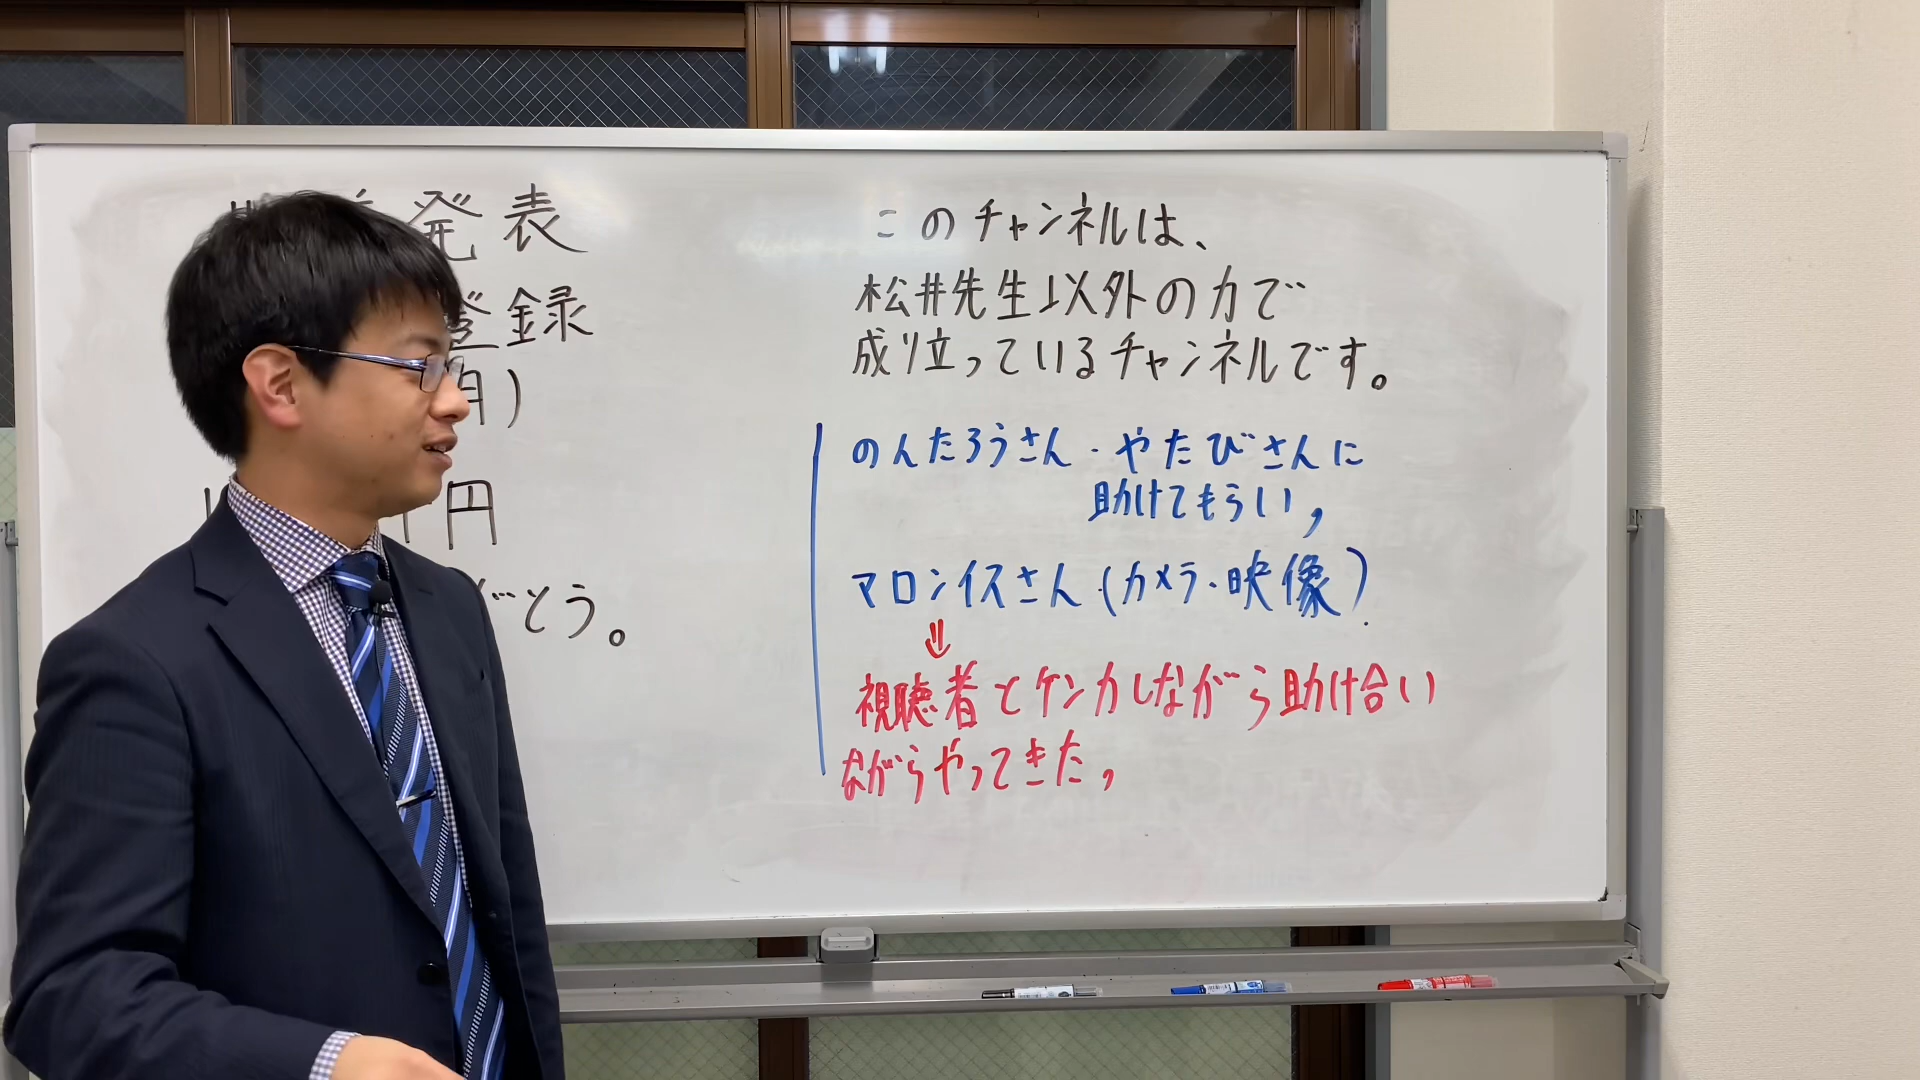 発表
登録
円)
円
とう。
このチャンネルは、
松井先生以外の力で
成り立っているチャンネルです。
のんたろうさん・やたびさんに
助けてもらい,
マロンイスさん(カメラ・映像)
⇓
視聴者とケンカしながら助け合い
ながらやってきた,